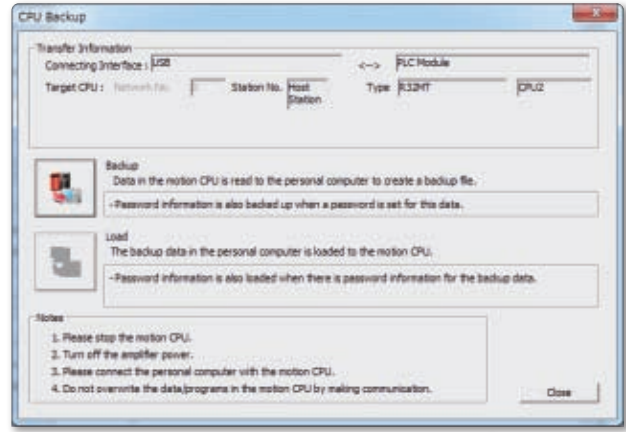 CPU Backup
Transfer Information
Connecting Interface : USB <--> PLC Module
Target CPU : Network No. Station No. Host Station Type R32MT CPU2
Backup
Data in the motion CPU is read to the personal computer to create a backup file.
-Password information is also backed up when a password is set for this data.
Load
The backup data in the personal computer is loaded to the motion CPU.
-Password information is also loaded when there is password information for the backup data.
Notes
1. Please stop the motion CPU.
2. Turn off the amplifier power.
3. Please connect the personal computer with the motion CPU.
4. Do not overwrite the data/programs in the motion CPU by making communication.
Close